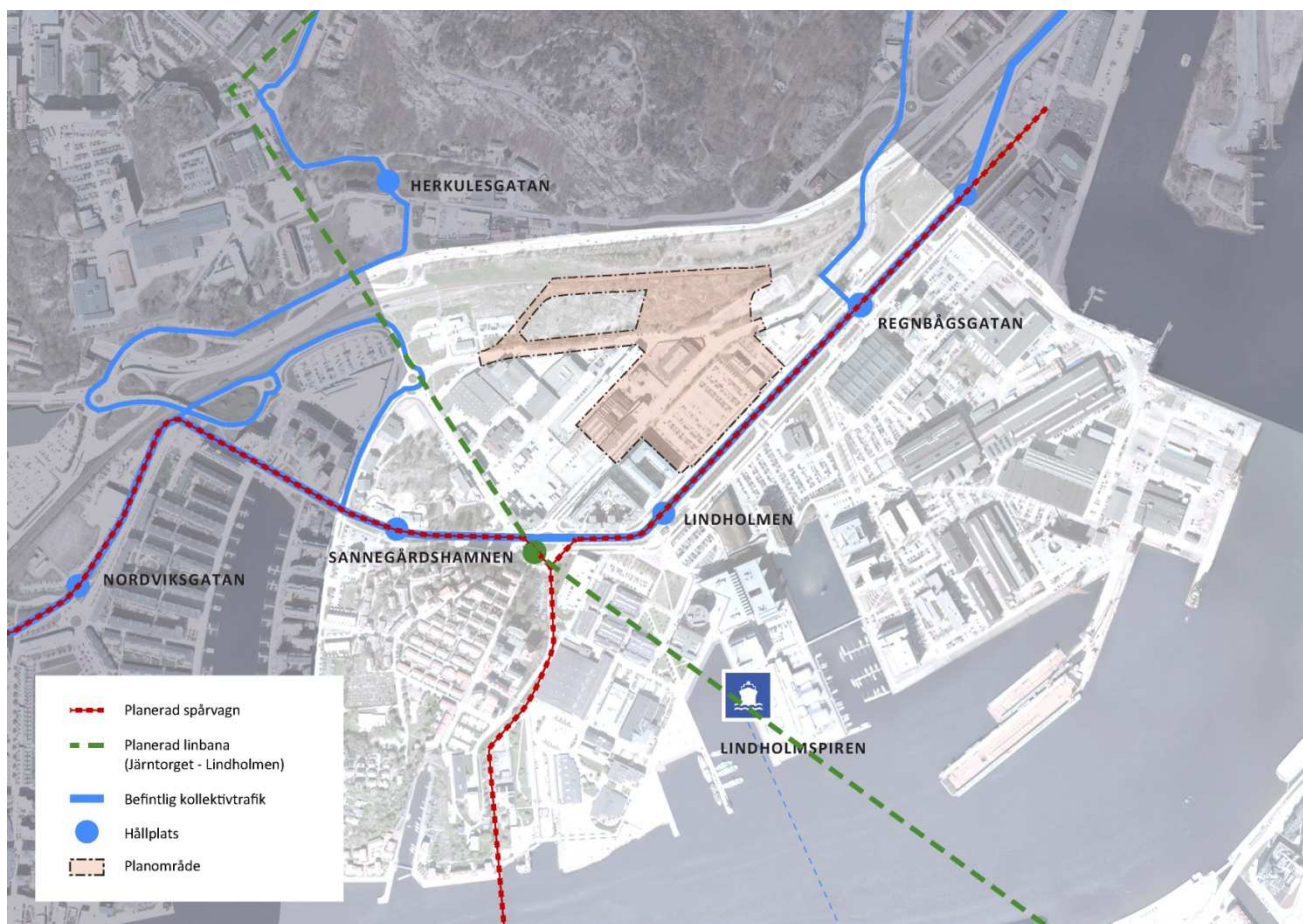 HERKULESGATAN
REGNBÅGSGATAN
LINDHOLMEN
SANNEGÅRDSHAMNEN
NORDVIKSGATAN
LINDHOLMSPIREN
Planerad spårvagn
Planerad linbana
(Järntorget - Lindholmen)
Befintlig kollektivtrafik
Hållplats
Planområde